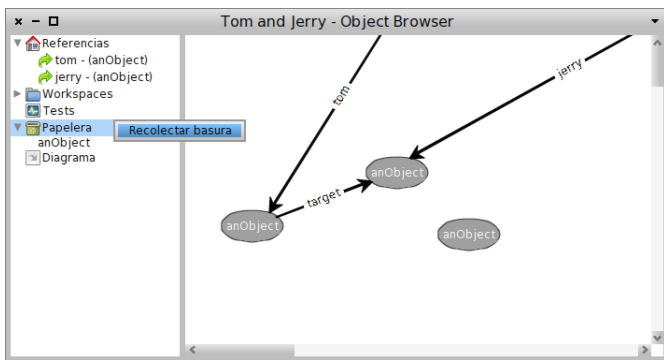 Tom and Jerry - Object Browser
Referencias
tom - (anObject)
jerry - (anObject)
Workspaces
Tests
Papelera
Recolectar basura
anObject
Diagrama
tom
jerry
anObject
target
anObject
anObject